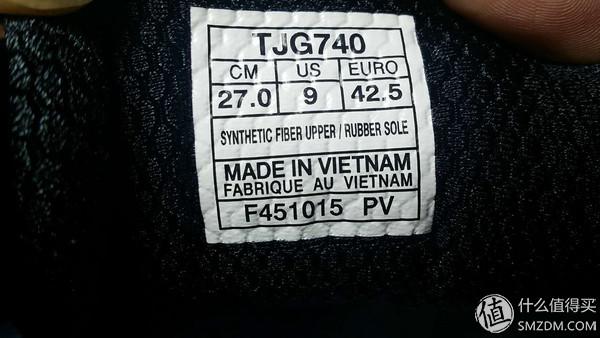 TJG740
CM US EURO
27.0 9 42.5
SYNTHETIC FIBER UPPER / RUBBER SOLE
MADE IN VIETNAM
FABRIQUE AU VIETNAM
F451015 PV
值 什么值得买
SMZDM.COM